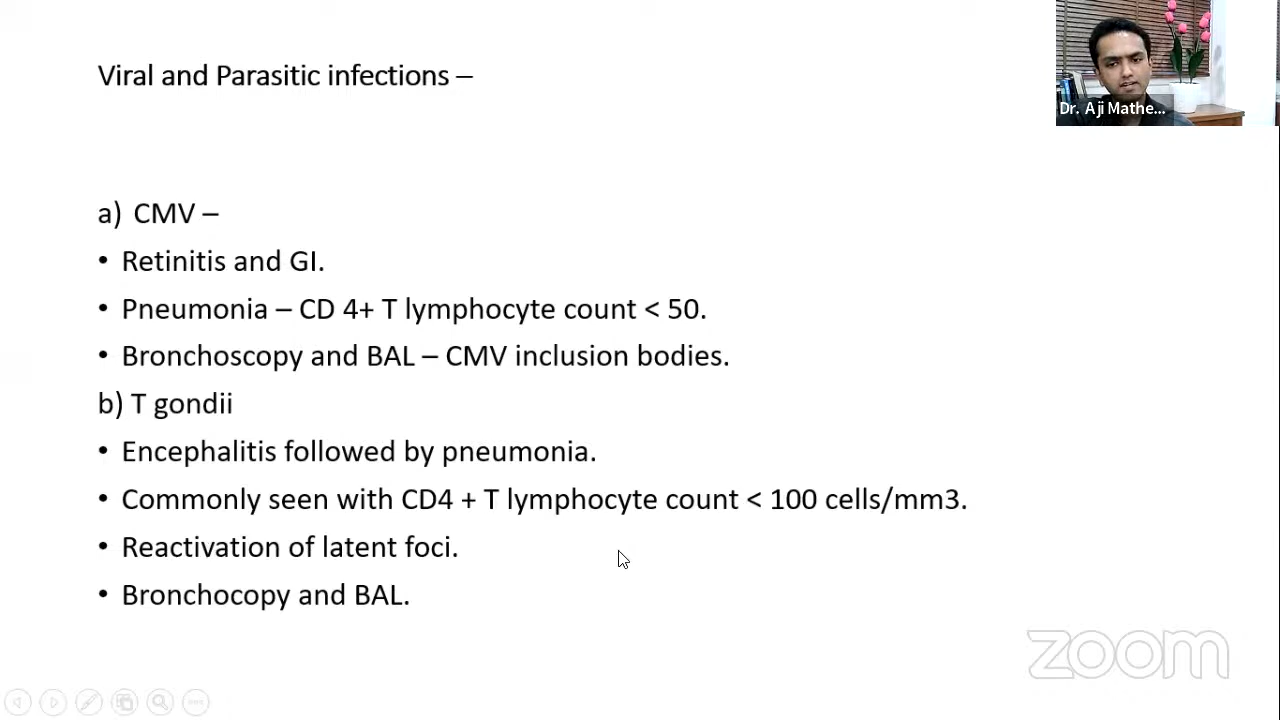 Viral and Parasitic infections –
Dr. Aji Mathe...
a) CMV –
• Retinitis and GI.
• Pneumonia – CD 4+ T lymphocyte count < 50.
• Bronchoscopy and BAL – CMV inclusion bodies.
b) T gondii
• Encephalitis followed by pneumonia.
• Commonly seen with CD4 + T lymphocyte count < 100 cells/mm3.
• Reactivation of latent foci.
• Bronchocopy and BAL.
zoom